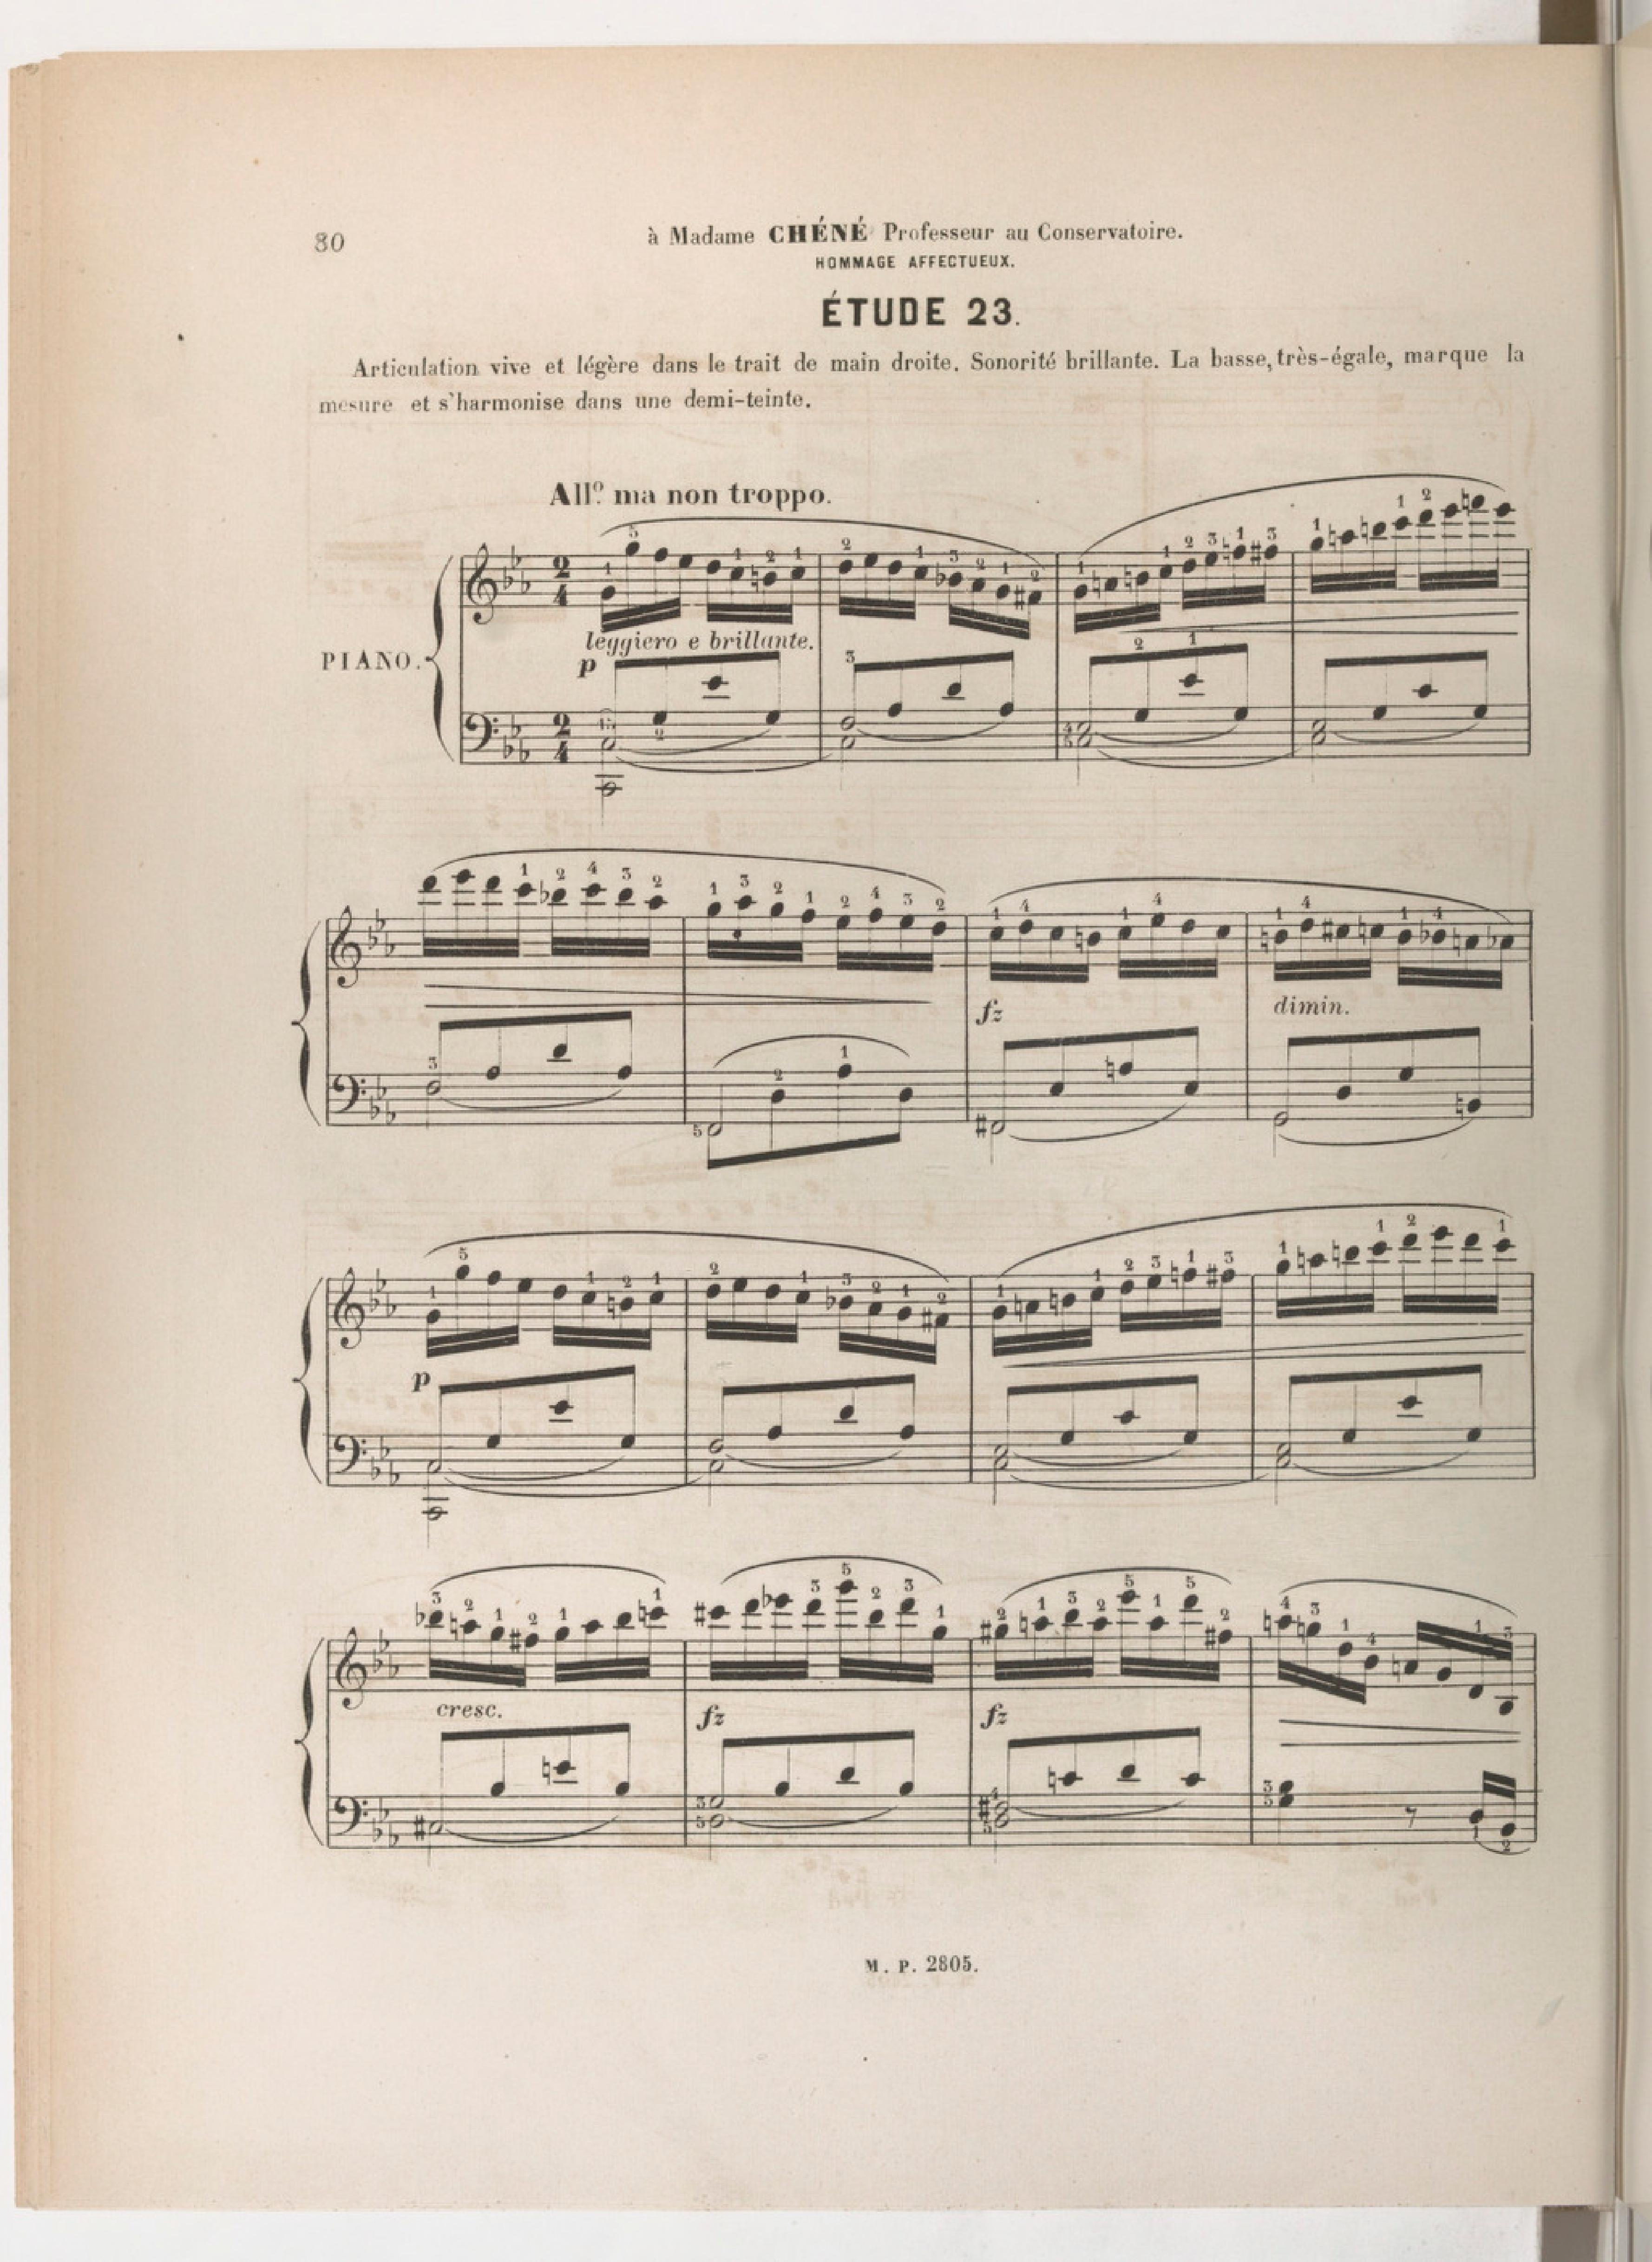 80
à Madame CHÉNÉ Professeur au Conservatoire.
HOMMAGE AFFECTUEUX.
ÉTUDE 23.
Articulation vive et légère dans le trait de main droite. Sonorité brillante. La basse, très-égale, marque la
mesure et s'harmonise dans une demi-teinte.
All.º ma non troppo.
PIANO.
leggiero e brillante.
p
fz
dimin.
p
cresc.
fz
fz
M. P. 2805.